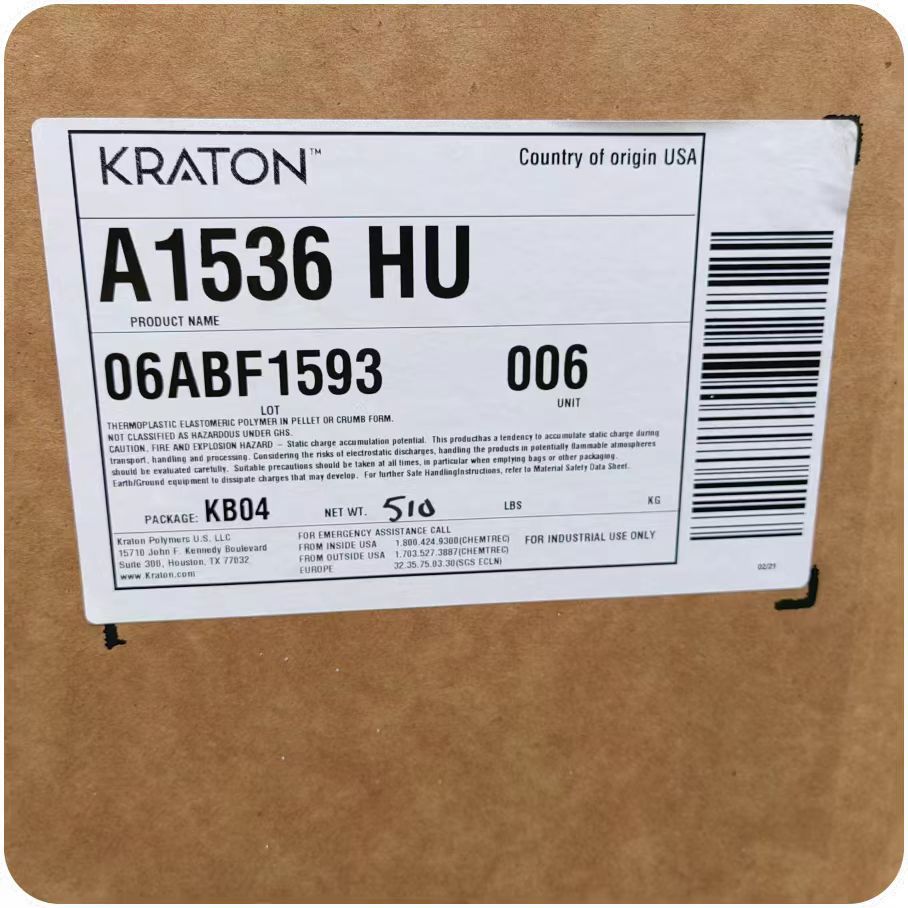 KRATON™
Country of origin USA
A1536 HU
PRODUCT NAME
06ABF1593
006
LOT
UNIT
THERMOPLASTIC ELASTOMERIC POLYMER IN PELLET OR CRUMB FORM.
NOT CLASSIFIED AS HAZARDOUS UNDER GHS.
CAUTION. FIRE AND EXPLOSION HAZARD – Static charge accumulation potential. This producthas a tendency to accumulate static charge during
transport, handling and processing. Considering the risks of electrostatic discharges, handling the products in potentially flammable atmospheres
should be evaluated carefully. Suitable precautions should be taken at all times, in particular when emptying bags or other packaging.
Earth/Ground equipment to dissipate charges that may develop. For further Safe HandlingInstructions, refer to Material Safety Data Sheet.
PACKAGE: KB04
NET WT. 510
LBS
KG
Kraton Polymers U.S. LLC
15710 John F. Kennedy Boulevard
Suite 300, Houston, TX 77032
www.Kraton.com
FOR EMERGENCY ASSISTANCE CALL
FROM INSIDE USA 1.800.424.9300(CHEMTREC)
FROM OUTSIDE USA 1.703.527.3887(CHEMTREC)
EUROPE 32.35.75.03.30(SGS ECLN)
FOR INDUSTRIAL USE ONLY
02/21